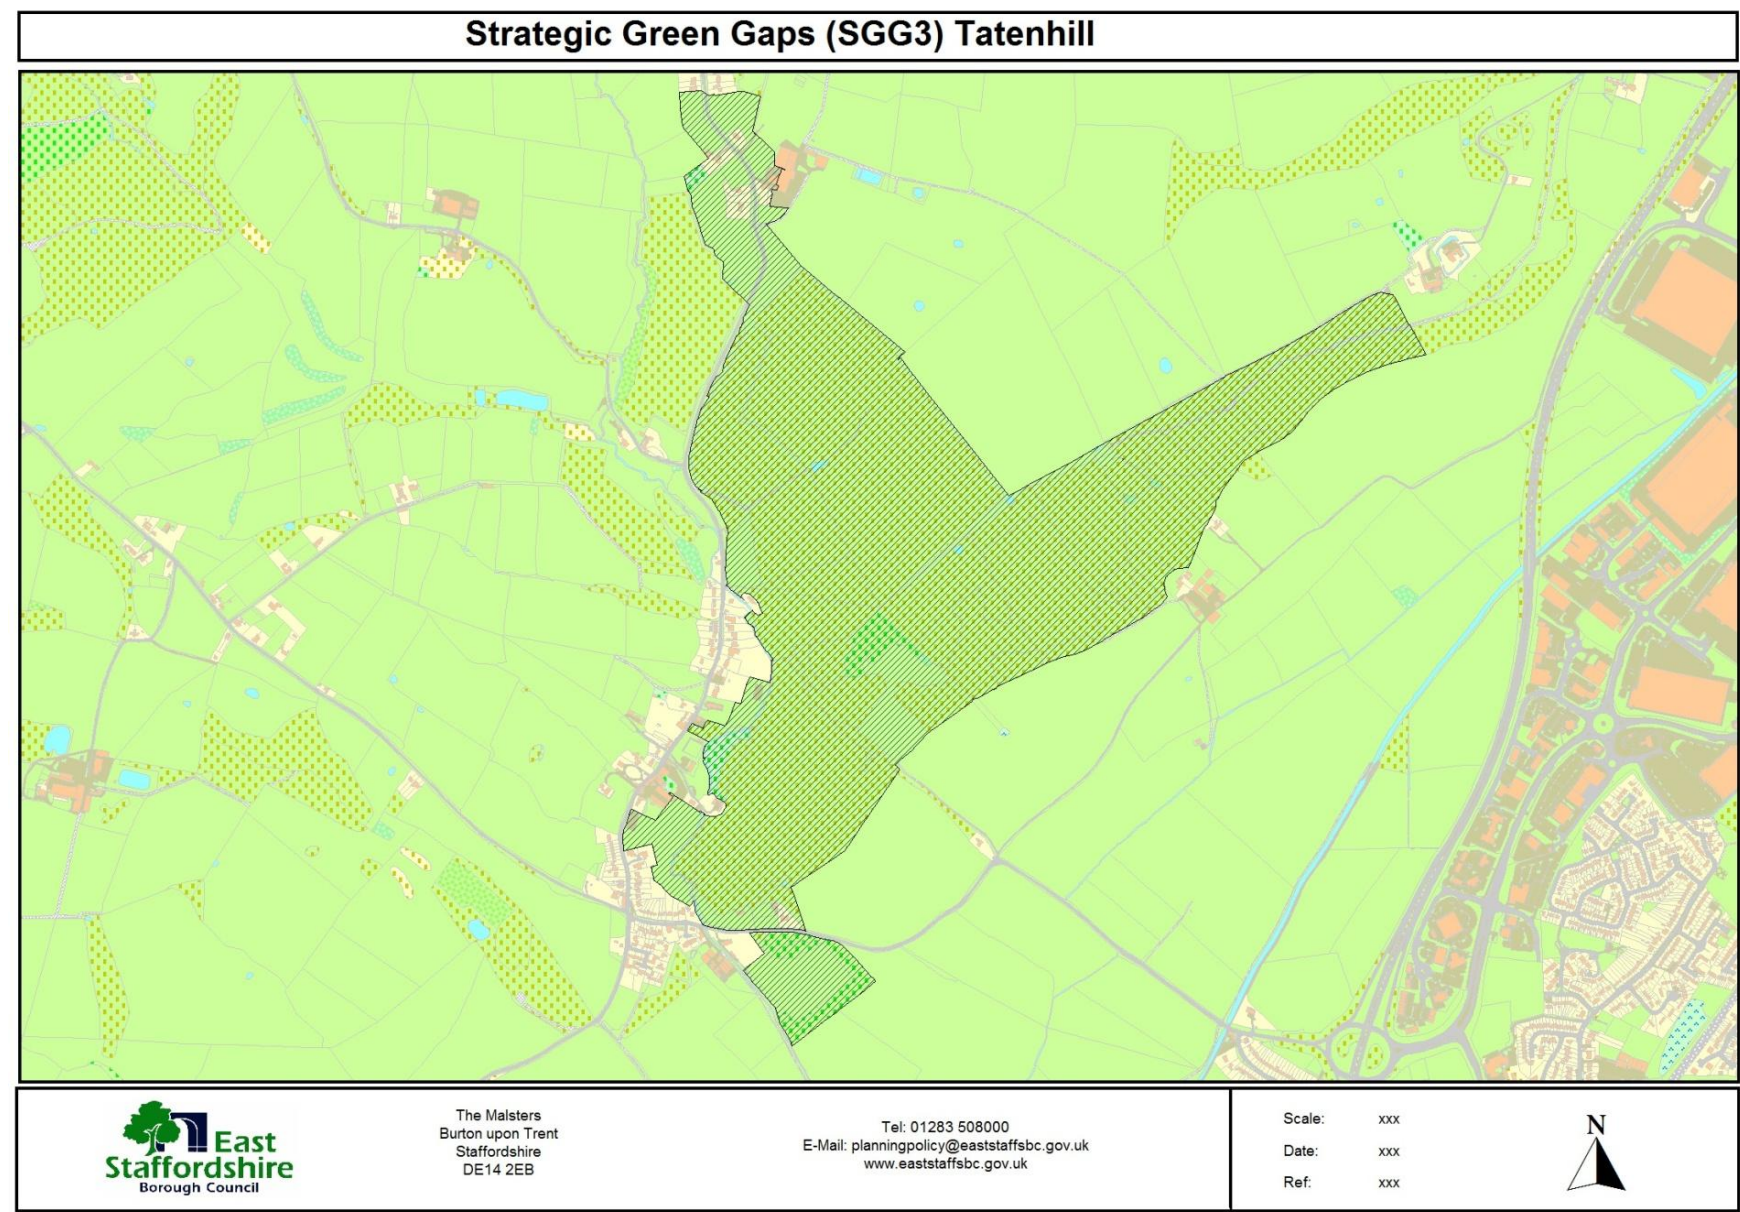 Strategic Green Gaps (SGG3) Tatenhill
East
Staffordshire
Borough Council
The Malsters
Burton upon Trent
Staffordshire
DE14 2EB
Tel: 01283 508000
E-Mail: planningpolicy@eaststaffsbc.gov.uk
www.eaststaffsbc.gov.uk
Scale: xxx
Date: xxx
Ref: xxx
N